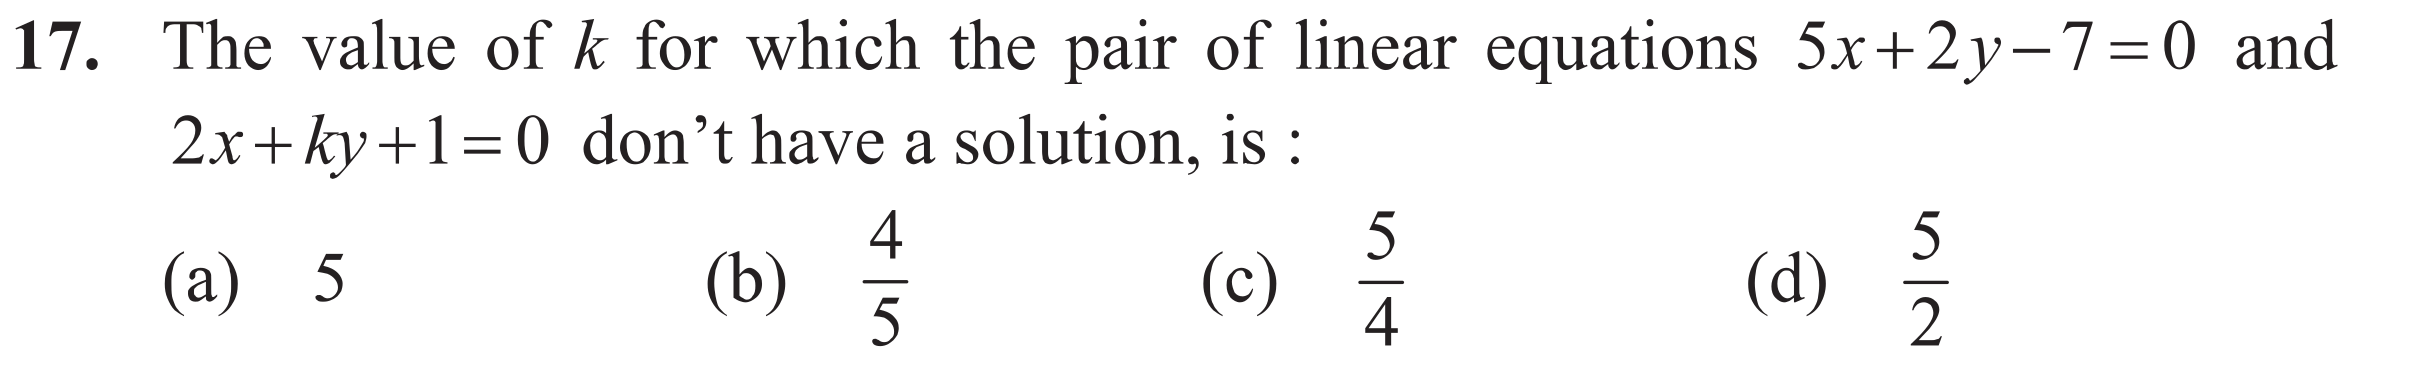 17. The value of k for which the pair of linear equations 5x+2y−7=0 and
2x+ky+1=0 don’t have a solution, is :
(a) 5 (b) 4/5 (c) 5/4 (d) 5/2